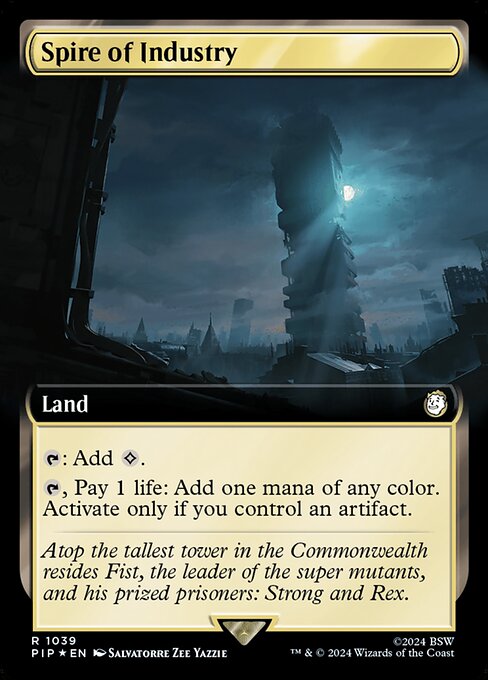 Spire of Industry
Land
: Add .
, Pay 1 life: Add one mana of any color.
Activate only if you control an artifact.
Atop the tallest tower in the Commonwealth
resides Fist, the leader of the super mutants,
and his prized prisoners: Strong and Rex.
R 1039
©2024 BSW
PIP★EN Salvatorre Zee Yazzie
™ & © 2024 Wizards of the Coast